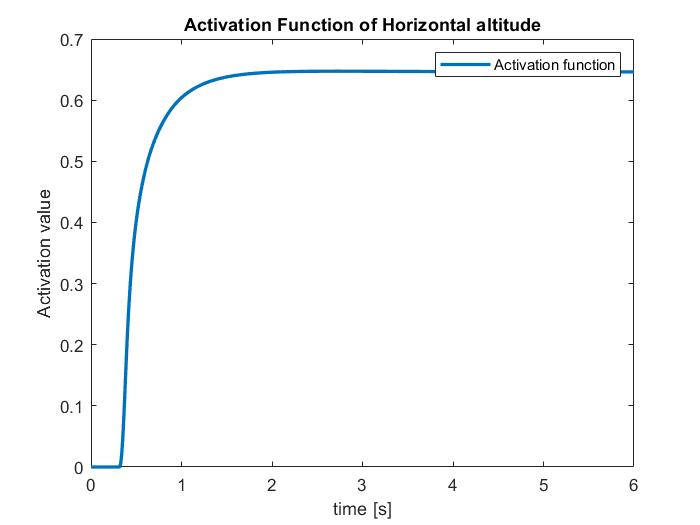 Activation Function of Horizontal altitude
0.7
0.6
0.5
0.4
0.3
0.2
0.1
0
Activation value
Activation function
0 1 2 3 4 5 6
time [s]